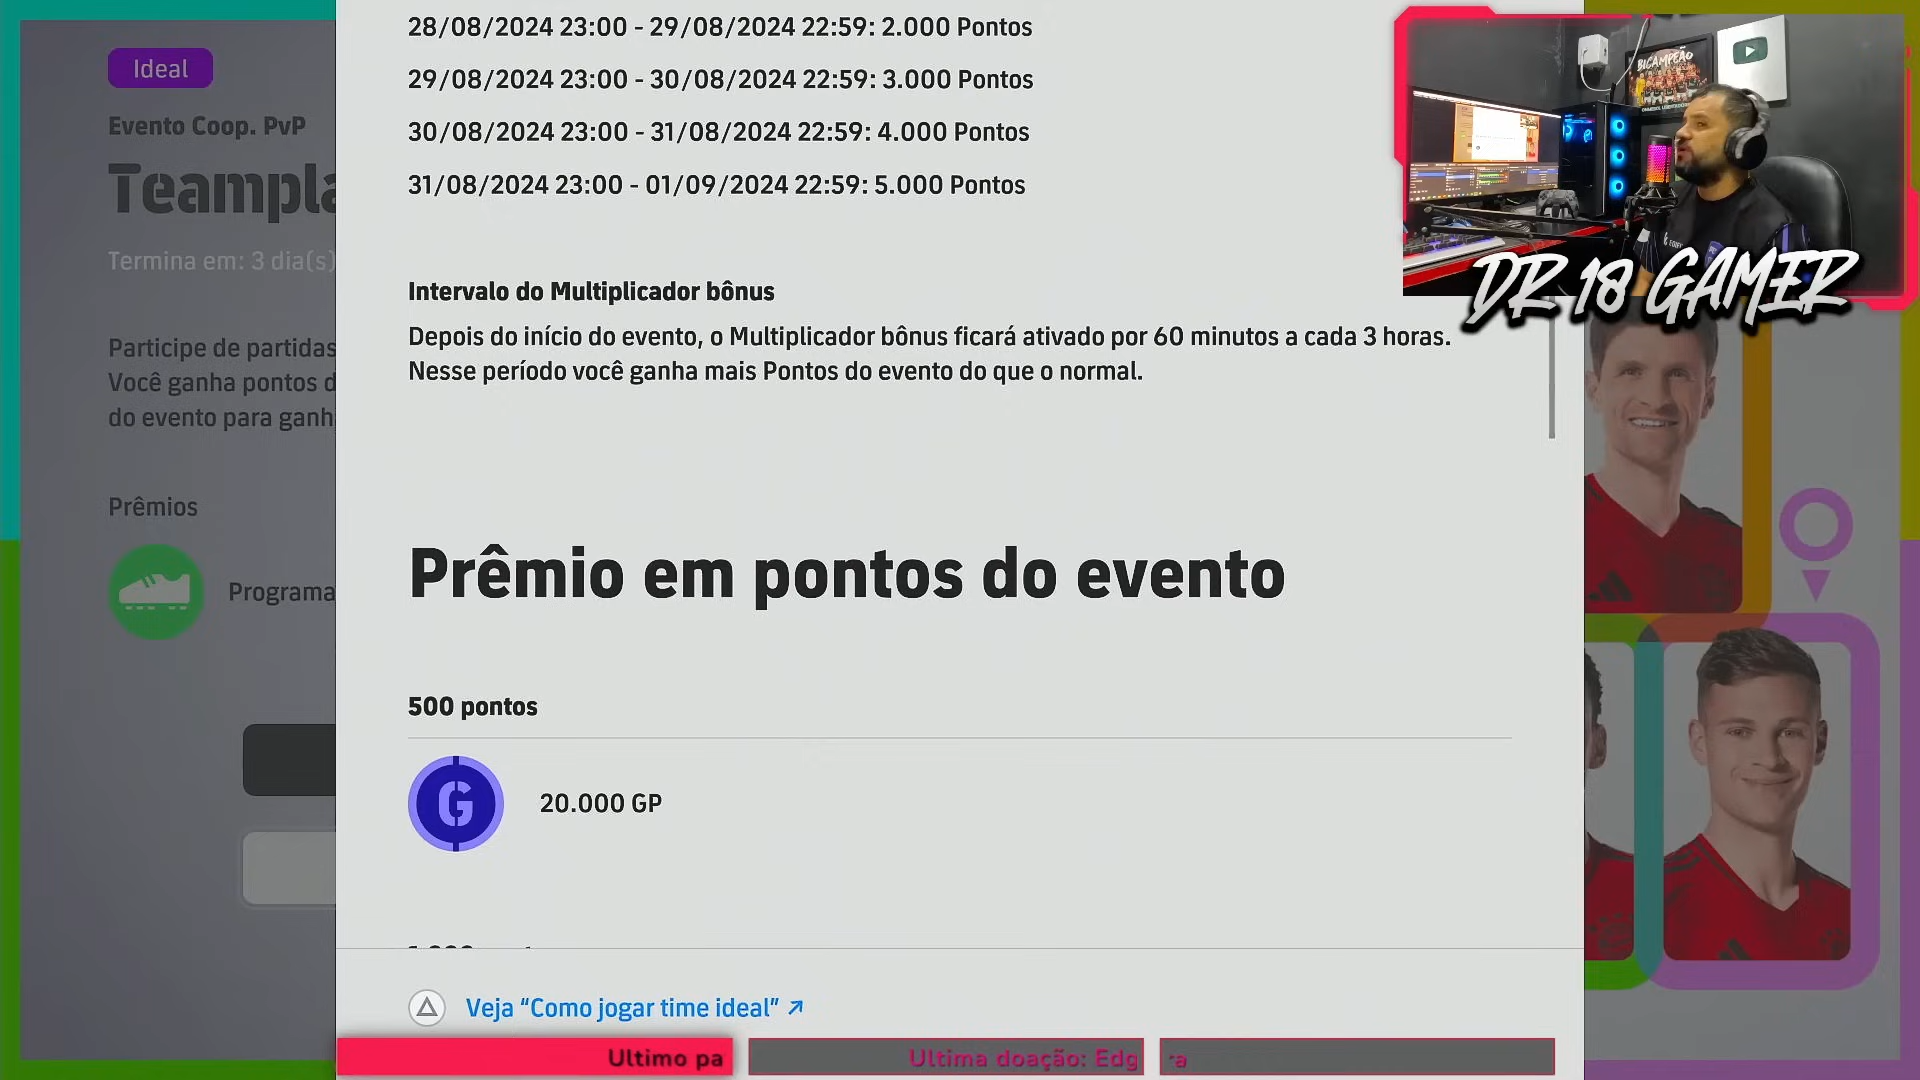 28/08/2024 23:00 - 29/08/2024 22:59: 2.000 Pontos
29/08/2024 23:00 - 30/08/2024 22:59: 3.000 Pontos
30/08/2024 23:00 - 31/08/2024 22:59: 4.000 Pontos
31/08/2024 23:00 - 01/09/2024 22:59: 5.000 Pontos
Intervalo do Multiplicador bônus
Depois do início do evento, o Multiplicador bônus ficará ativado por 60 minutos a cada 3 horas.
Nesse período você ganha mais Pontos do evento do que o normal.
Prêmio em pontos do evento
500 pontos
20.000 GP
Veja “Como jogar time ideal”
Ideal
Evento Coop. PvP
Teampla
Termina em: 3 dia(s)
Participe de partidas
Você ganha pontos d
do evento para ganh
Prêmios
Programa
BICAMPEÃO
DR 18 GAMER
Ultimo pa
Ultima doação: Edg